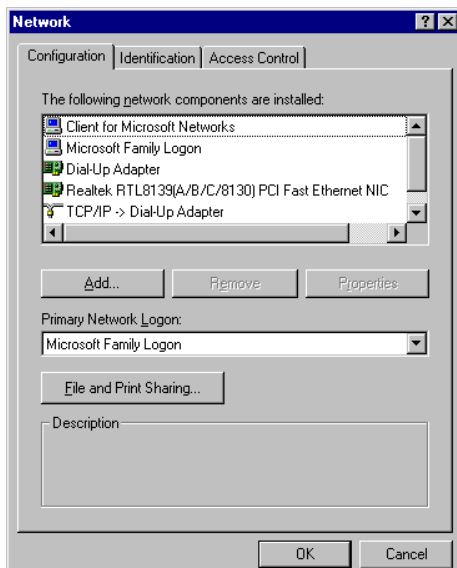 Network
Configuration Identification Access Control
The following network components are installed:
Client for Microsoft Networks
Microsoft Family Logon
Dial-Up Adapter
Realtek RTL8139(A/B/C/8130) PCI Fast Ethernet NIC
TCP/IP -> Dial-Up Adapter
Add... Remove Properties
Primary Network Logon:
Microsoft Family Logon
File and Print Sharing...
Description
OK Cancel